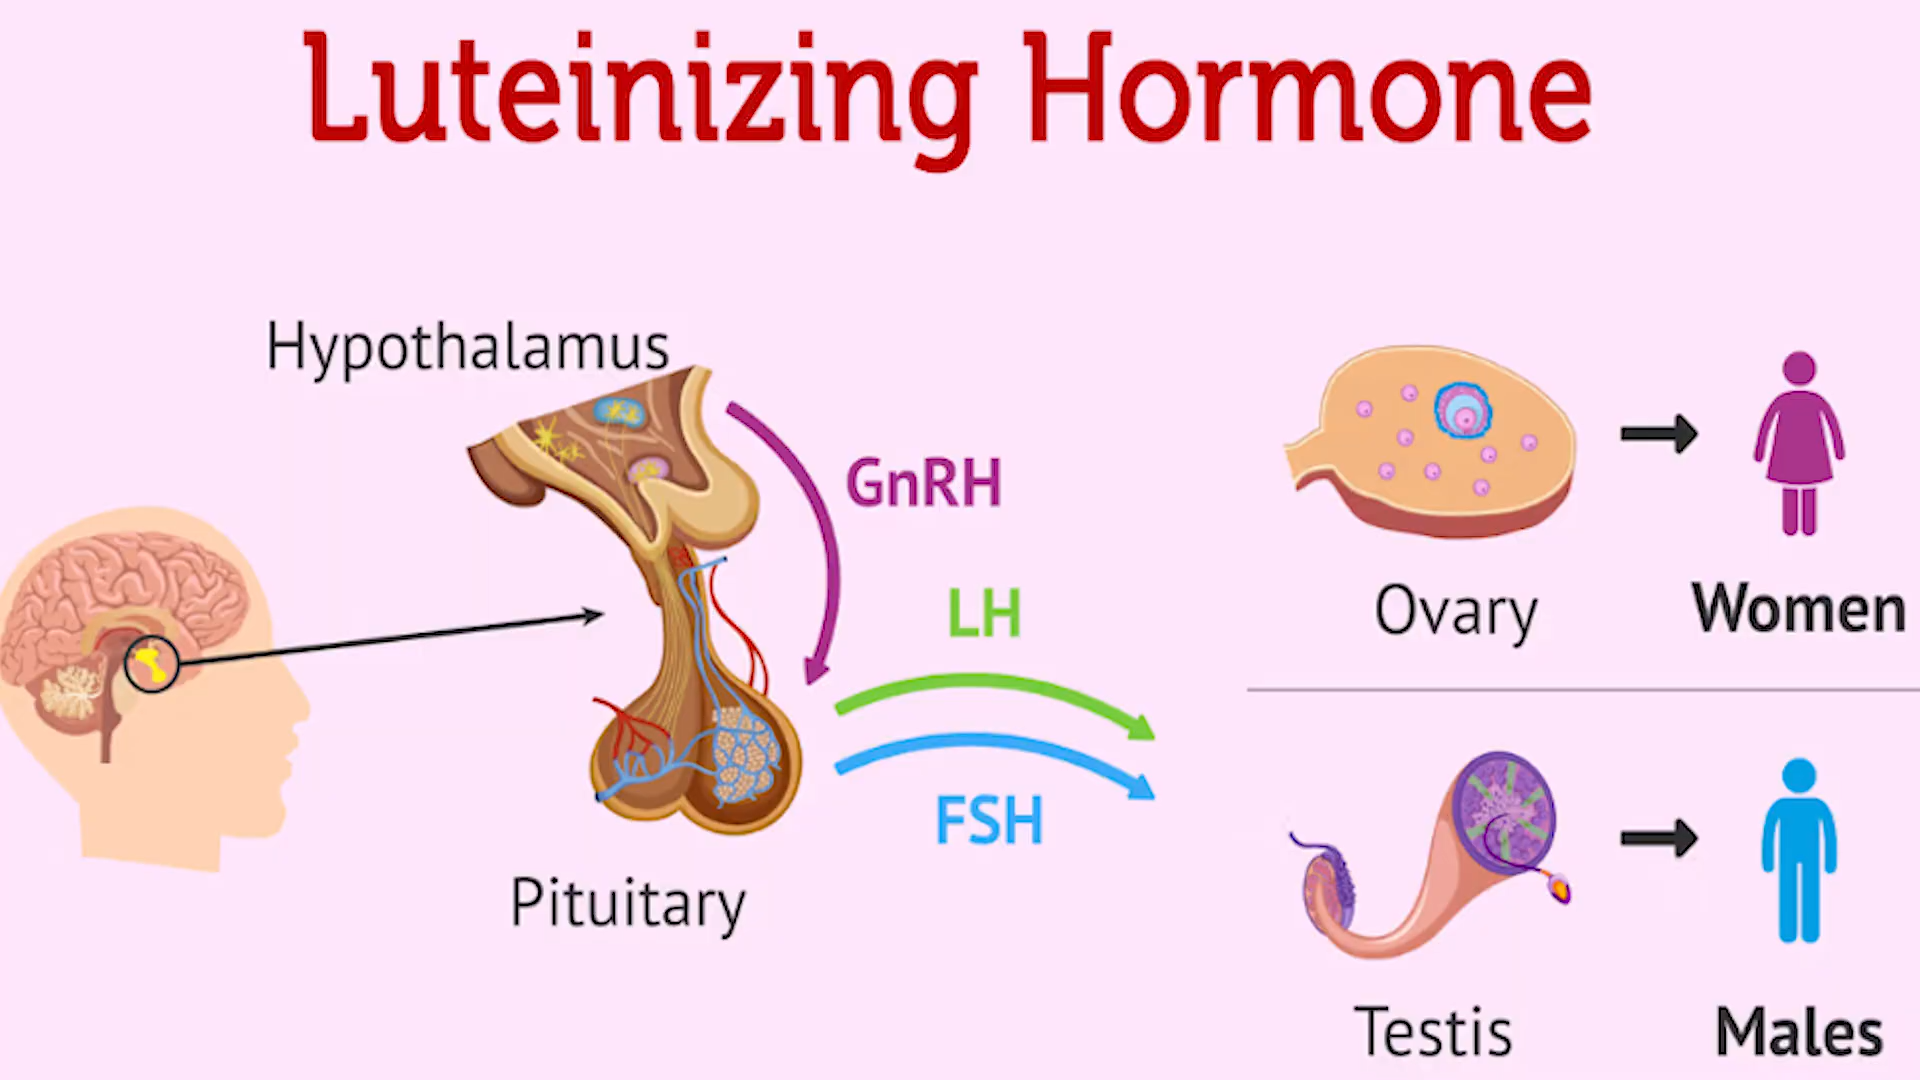 Luteinizing Hormone
Hypothalamus
GnRH
LH
FSH
Pituitary
Ovary
Women
Testis
Males